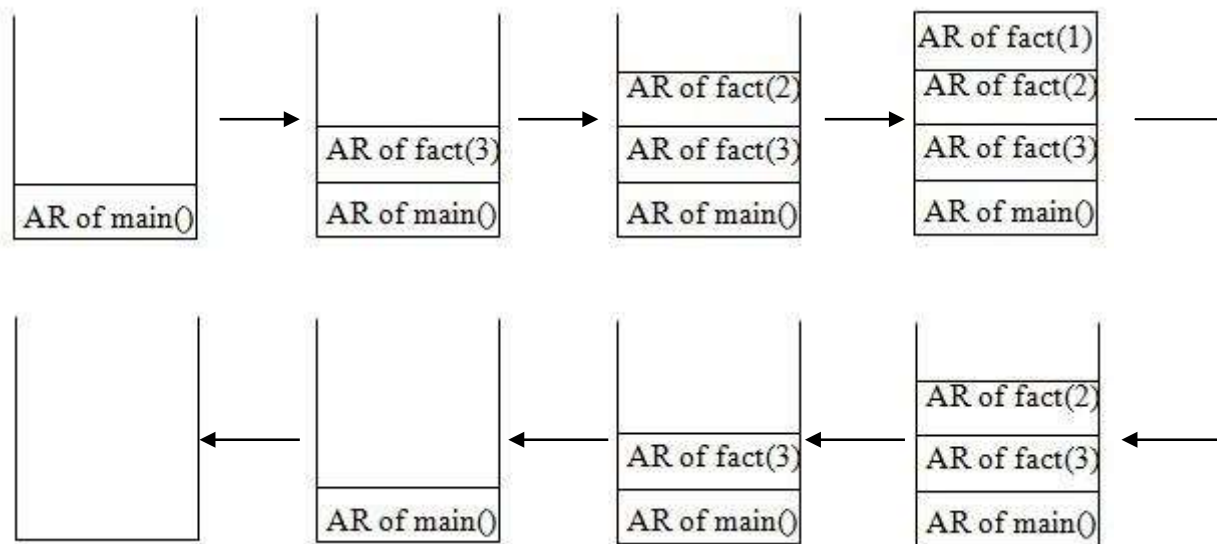 AR of main()
AR of fact(3)
AR of main()
AR of fact(2)
AR of fact(3)
AR of main()
AR of fact(1)
AR of fact(2)
AR of fact(3)
AR of main()
AR of main()
AR of fact(3)
AR of main()
AR of fact(2)
AR of fact(3)
AR of main()